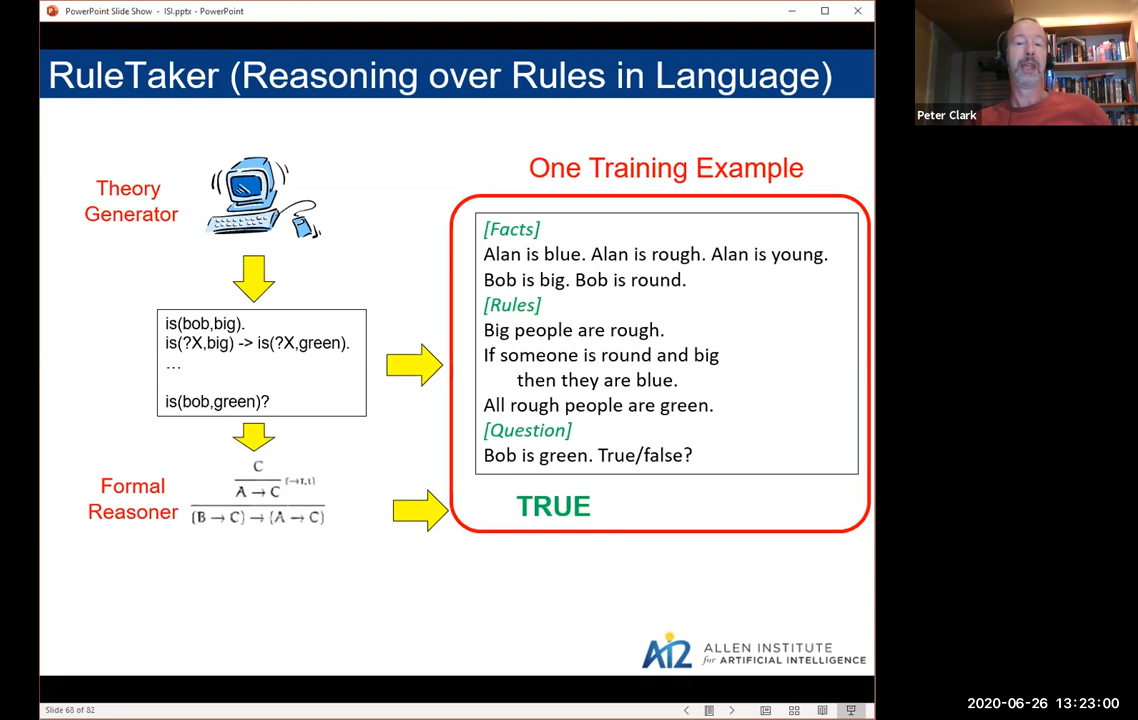 PowerPoint Slide Show - ISI.pptx - PowerPoint
RuleTaker (Reasoning over Rules in Language)
Peter Clark
Theory
Generator
is(bob,big).
is(?X,big) -> is(?X,green).
...
is(bob,green)?
Formal
Reasoner
C
A → C
(B → C) → (A → C)
One Training Example
[Facts]
Alan is blue. Alan is rough. Alan is young.
Bob is big. Bob is round.
[Rules]
Big people are rough.
If someone is round and big
then they are blue.
All rough people are green.
[Question]
Bob is green. True/false?
TRUE
AI2
ALLEN INSTITUTE
for ARTIFICIAL INTELLIGENCE
Slide 68 of 82
2020-06-26 13:23:00